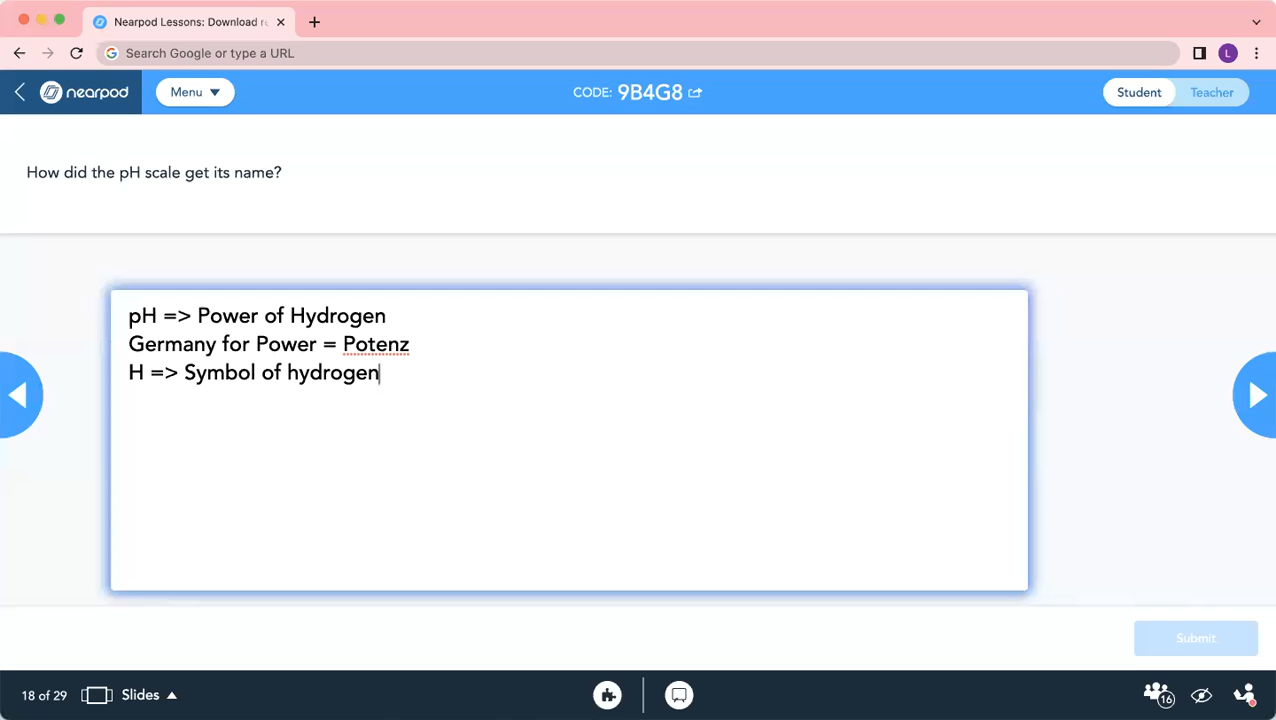 Nearpod Lessons: Download
Search Google or type a URL
L
nearpod
Menu
CODE: 9B4G8
Student
Teacher
How did the pH scale get its name?
pH => Power of Hydrogen
Germany for Power = Potenz
H => Symbol of hydrogen
Submit
18 of 29
Slides
16